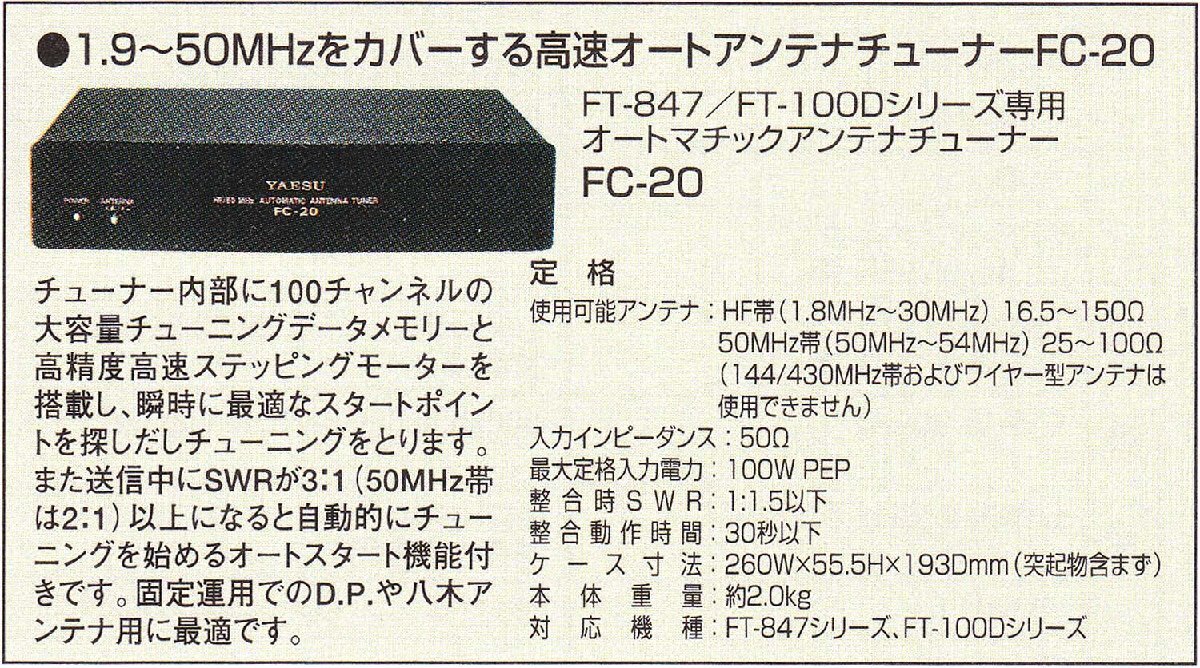 ●1.9～50MHzをカバーする高速オートアンテナチューナーFC-20
FT-847／FT-100Dシリーズ専用
オートマチックアンテナチューナー
FC-20
YAESU
HF/50 MHz AUTOMATIC ANTENNA TUNER
FC-20
POWER ANTENNA
チューナー内部に100チャンネルの
大容量チューニングデータメモリーと
高精度高速ステッピングモーターを
搭載し、瞬時に最適なスタートポイン
トを探しだしチューニングをとります。
また送信中にSWRが3:1（50MHz帯
は2:1）以上になると自動的にチュー
ニングを始めるオートスタート機能付
きです。固定運用でのD.P.や八木ア
ンテナ用に最適です。
定 格
使用可能アンテナ：HF帯（1.8MHz～30MHz）16.5～150Ω
50MHz帯（50MHz～54MHz）25～100Ω
（144/430MHz帯およびワイヤー型アンテナは
使用できません）
入力インピーダンス：50Ω
最大定格入力電力：100W PEP
整合時SWR：1:1.5以下
整合動作時間：30秒以下
ケース寸法：260W×55.5H×193Dmm（突起物含まず）
本体重量：約2.0kg
対応機種：FT-847シリーズ、FT-100Dシリーズ